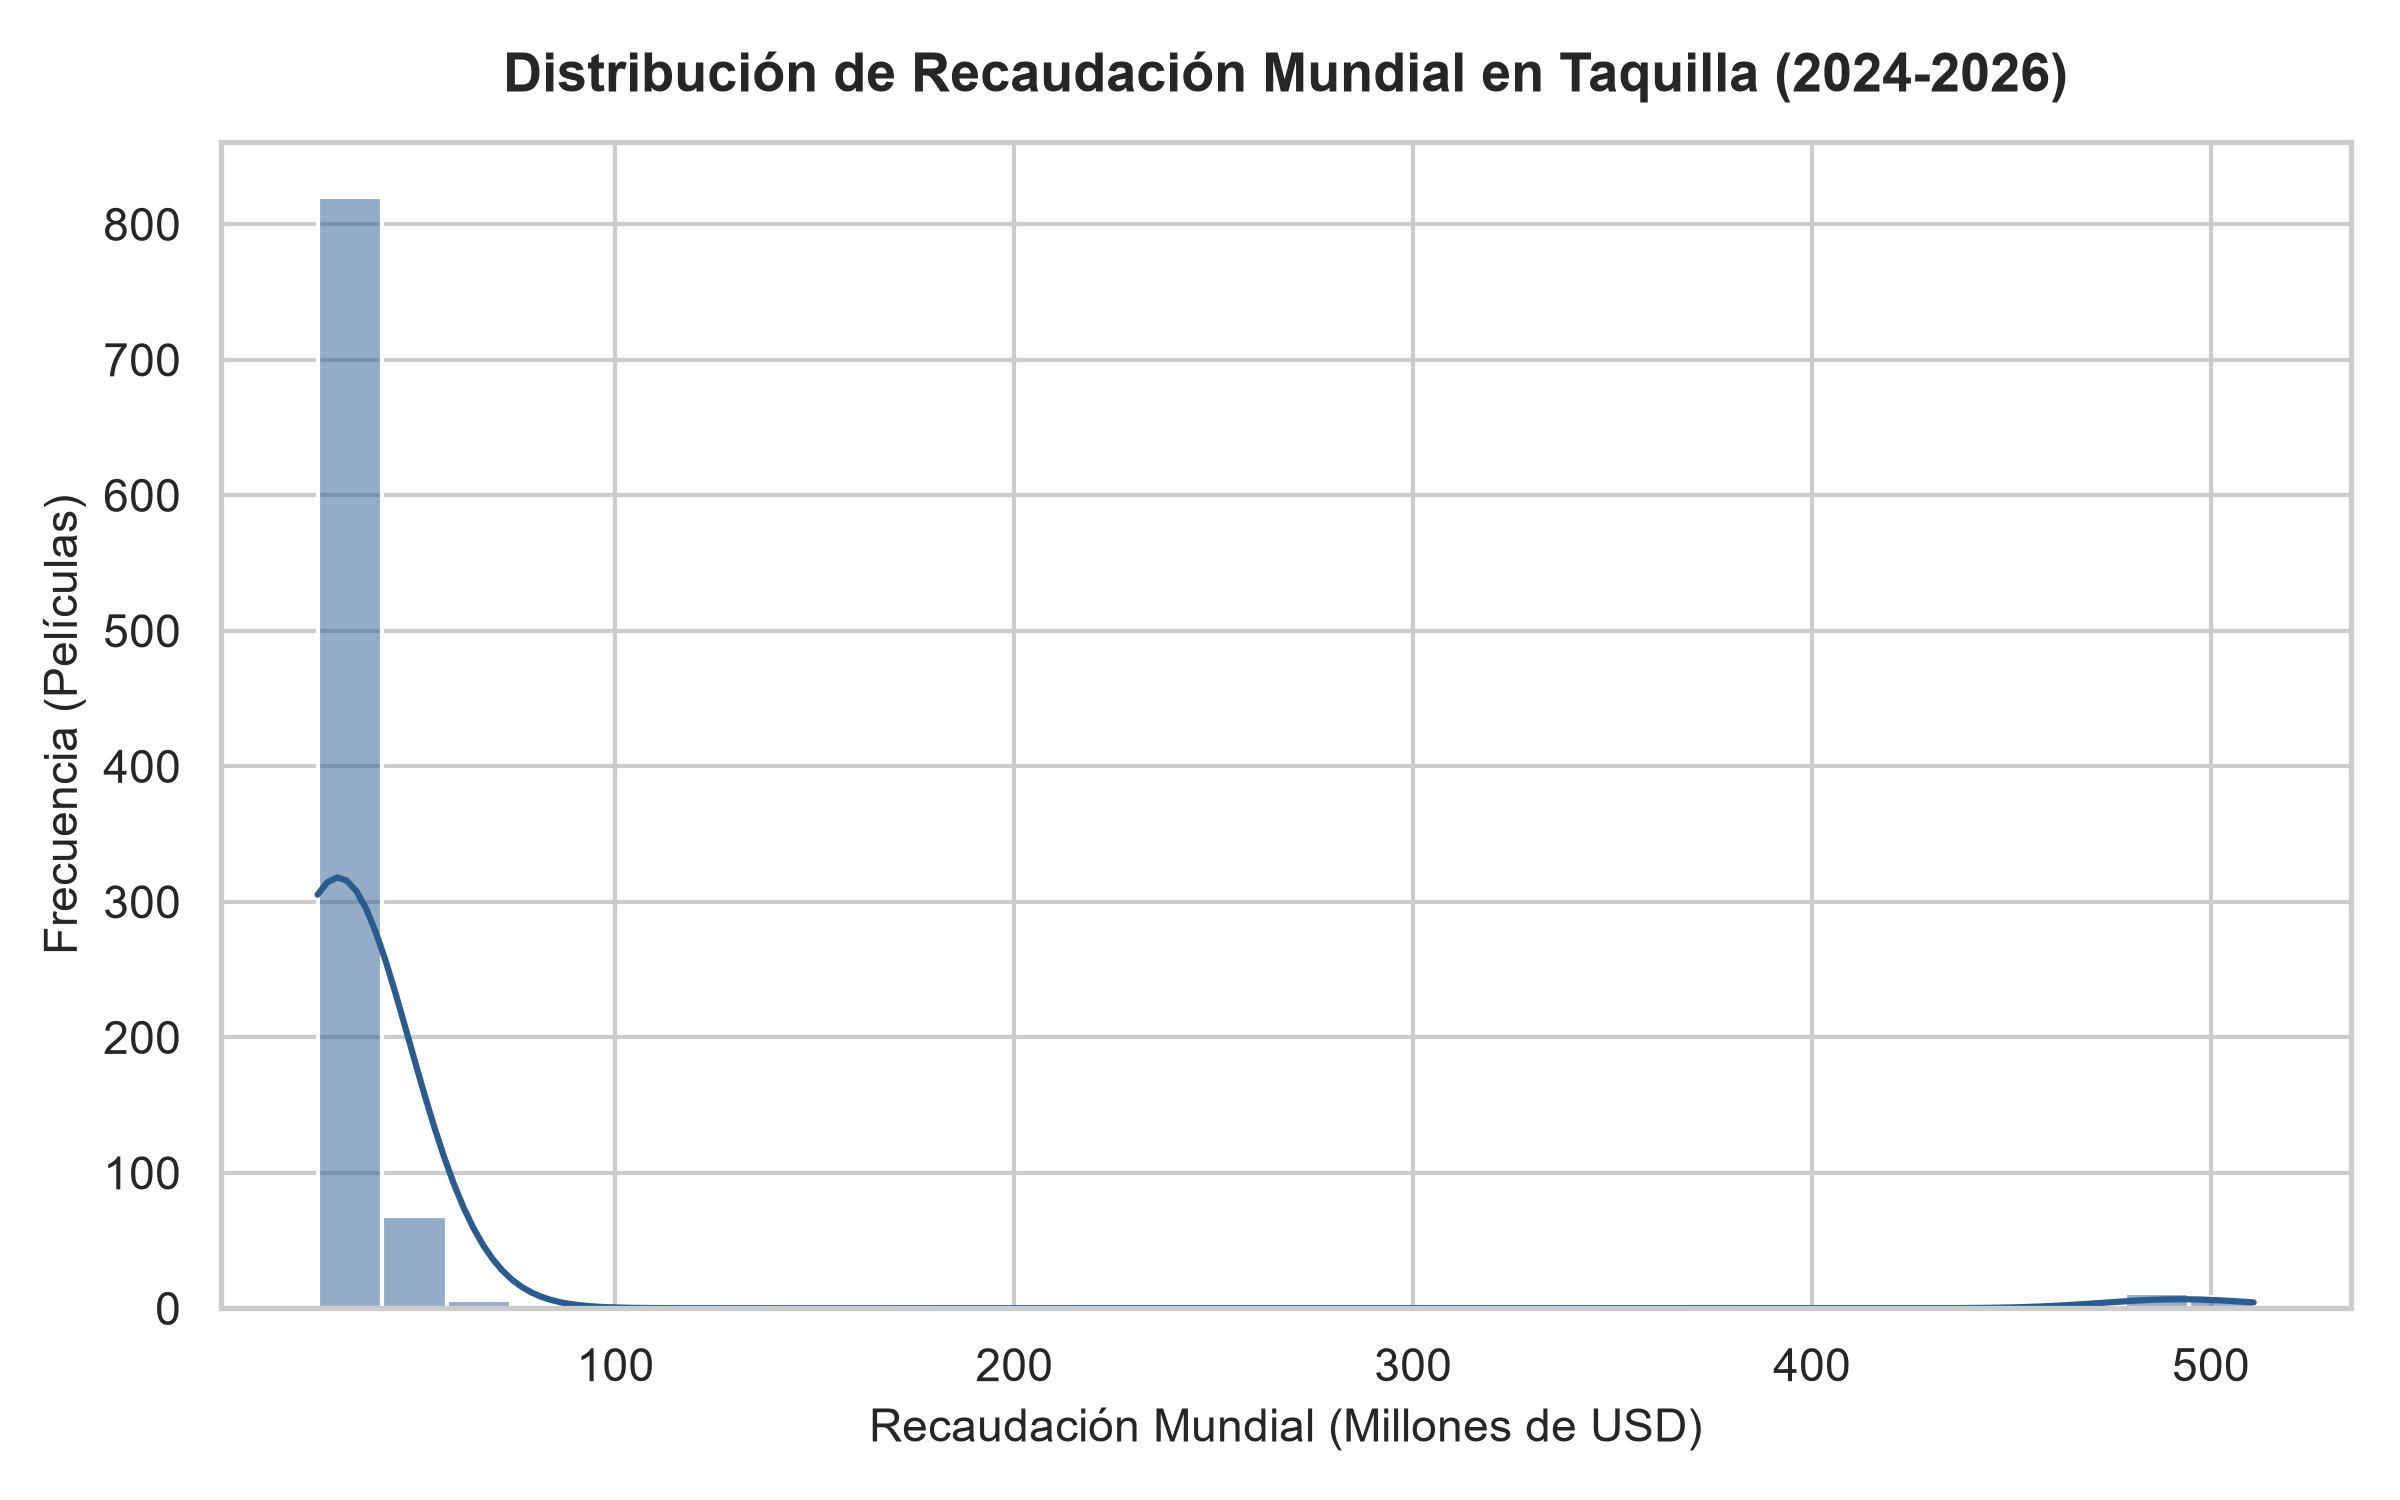 Distribución de Recaudación Mundial en Taquilla (2024-2026)
Frecuencia (Películas)
800
700
600
500
400
300
200
100
0
100 200 300 400 500
Recaudación Mundial (Millones de USD)